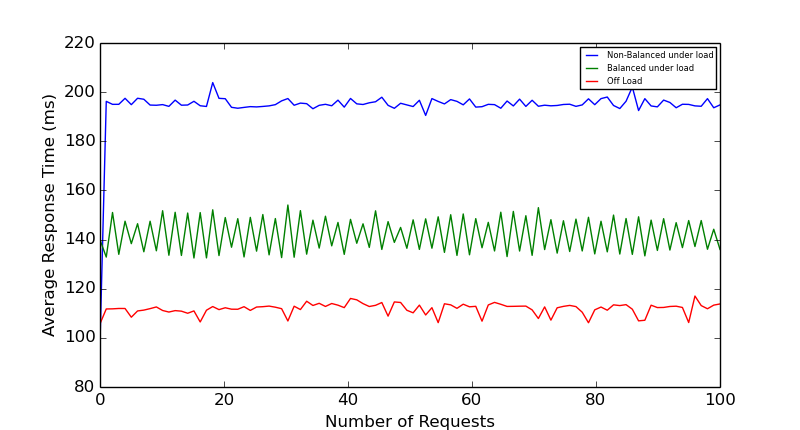 220
200
180
160
140
120
100
80
Average Response Time (ms)
Non-Balanced under load
Balanced under load
Off Load
0
20
40
60
80
100
Number of Requests